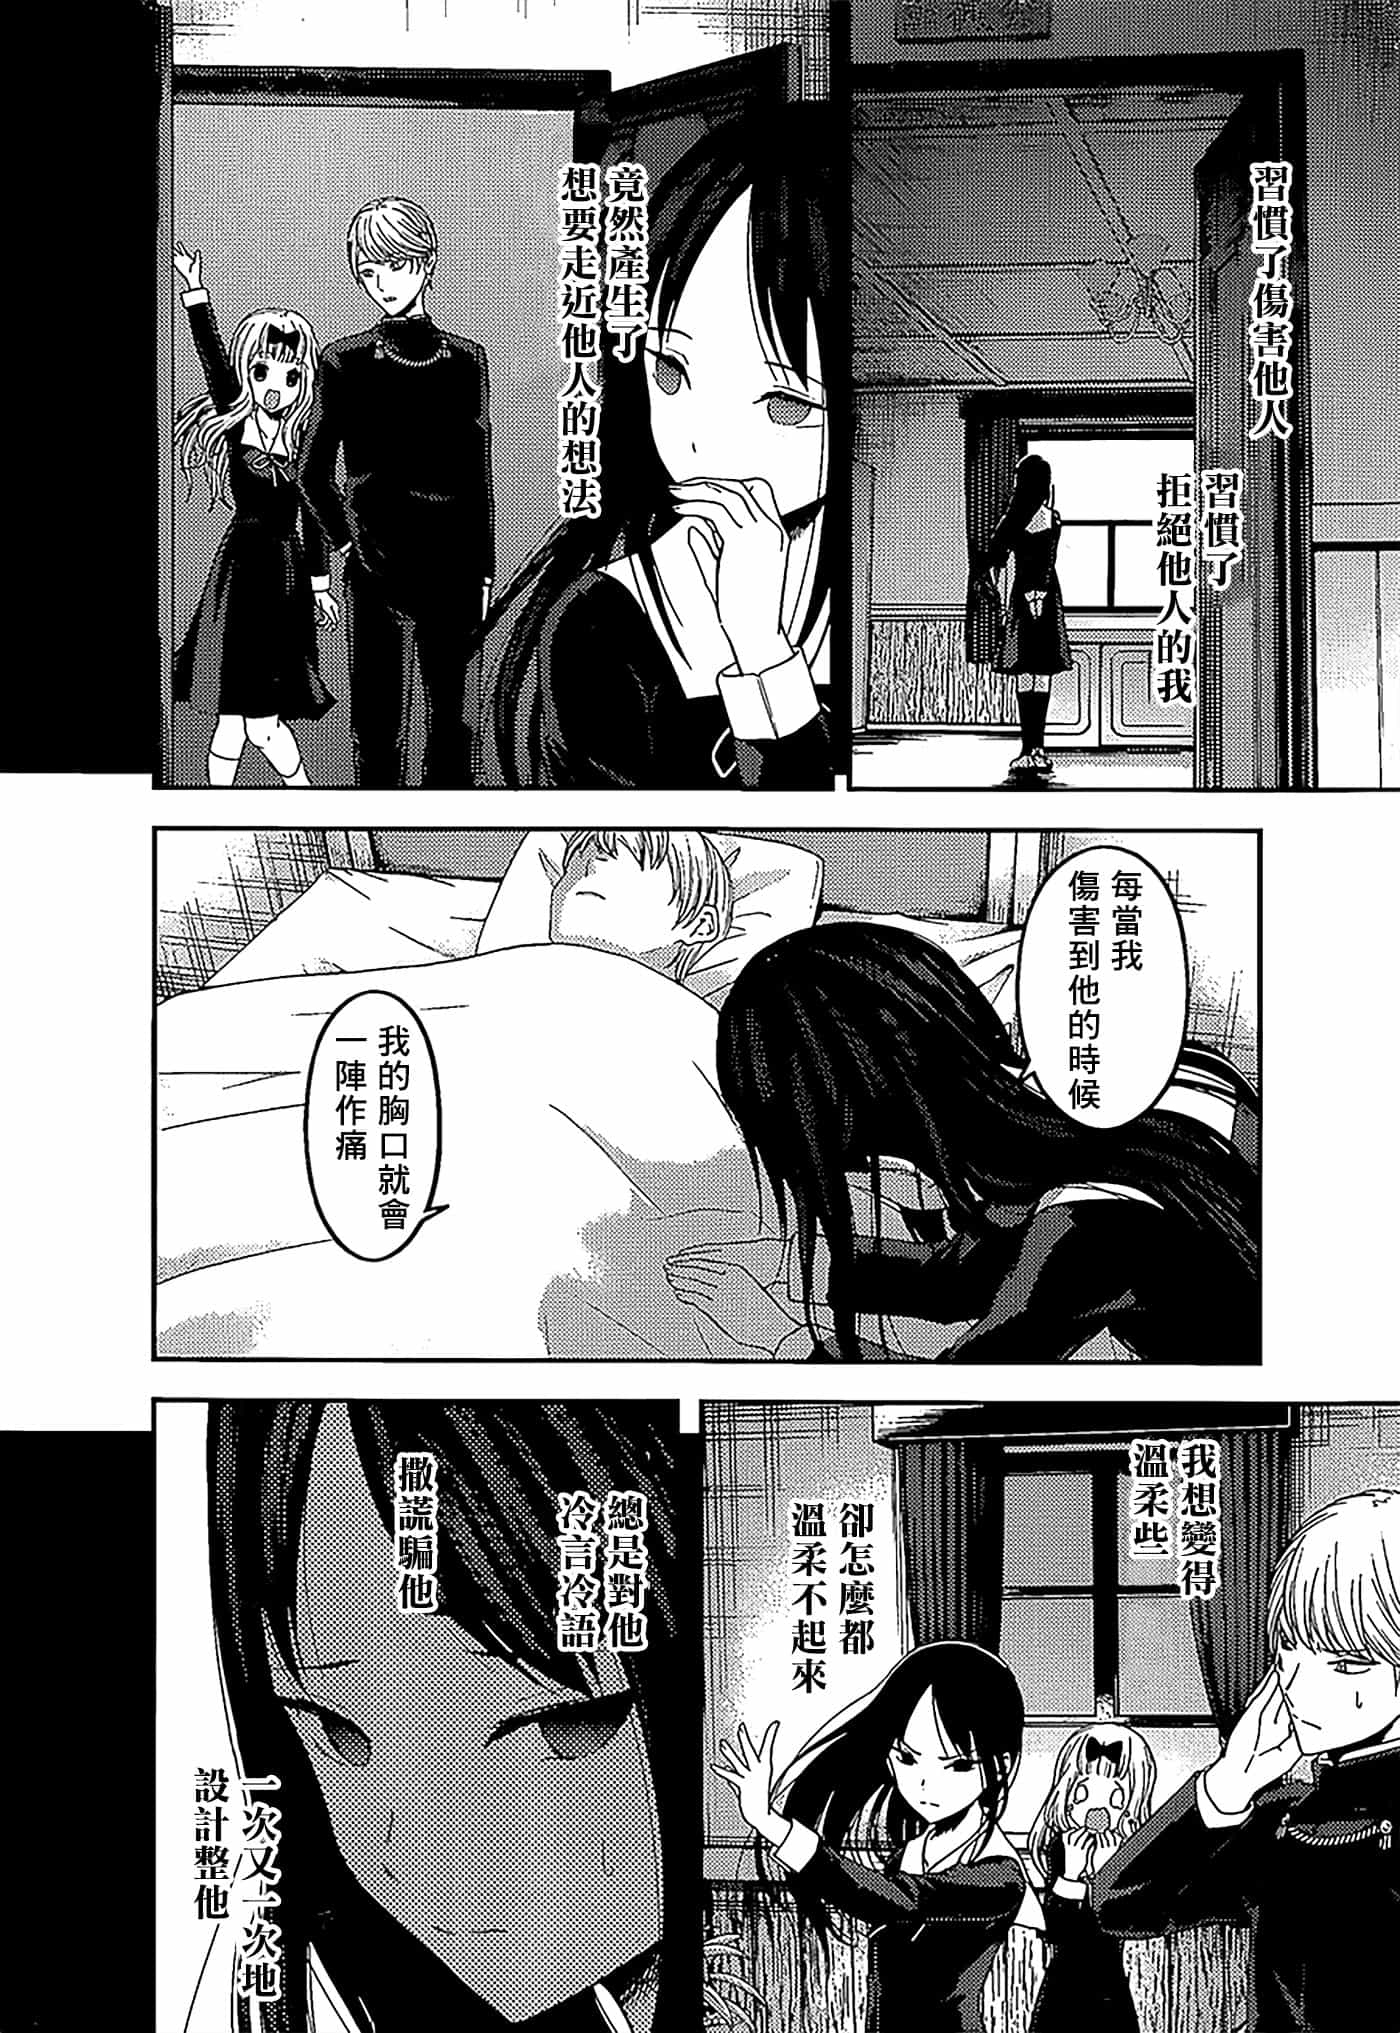 習慣了傷害他人
習慣了
拒絕他人的我
竟然產生了
想要走近他人的想法
每當我
傷害到他的時候
我的胸口就會
一陣作痛
我想變得
溫柔些
卻怎麼都
溫柔不起來
總是對他
冷言冷語
撒謊騙他
一次又一次地
設計整他